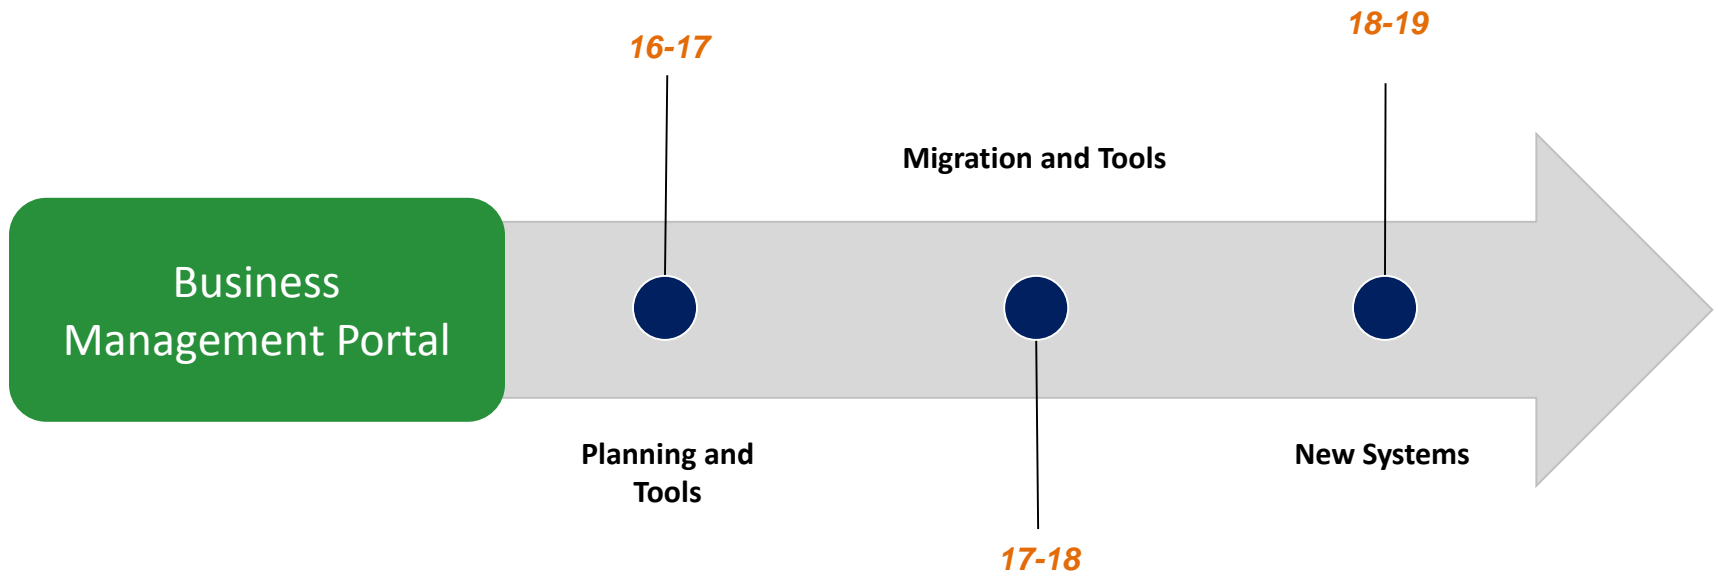 18-19
16-17
Migration and Tools
Business
Management Portal
Planning and
Tools
New Systems
17-18